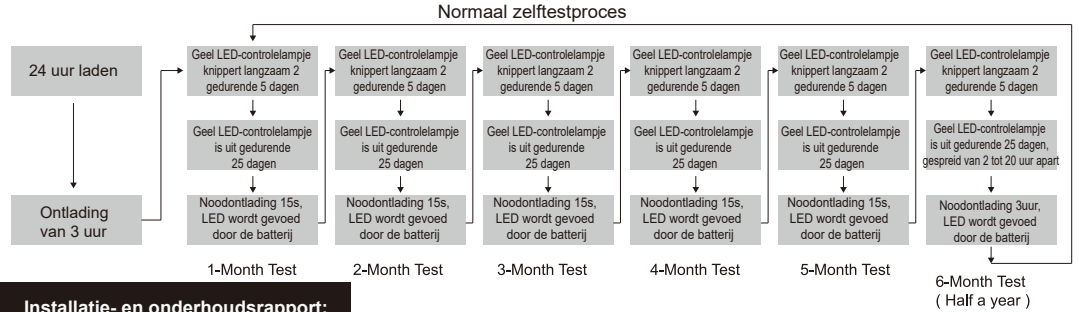 Normaal zelftestproces
24 uur laden
Ontlading
van 3 uur
Geel LED-controlelampje
knippert langzaam 2
gedurende 5 dagen
Geel LED-controlelampje
is uit gedurende
25 dagen
Noodontlading 15s,
LED wordt gevoed
door de batterij
1-Month Test
Geel LED-controlelampje
knippert langzaam 2
gedurende 5 dagen
Geel LED-controlelampje
is uit gedurende
25 dagen
Noodontlading 15s,
LED wordt gevoed
door de batterij
2-Month Test
Geel LED-controlelampje
knippert langzaam 2
gedurende 5 dagen
Geel LED-controlelampje
is uit gedurende
25 dagen
Noodontlading 15s,
LED wordt gevoed
door de batterij
3-Month Test
Geel LED-controlelampje
knippert langzaam 2
gedurende 5 dagen
Geel LED-controlelampje
is uit gedurende
25 dagen
Noodontlading 15s,
LED wordt gevoed
door de batterij
4-Month Test
Geel LED-controlelampje
knippert langzaam 2
gedurende 5 dagen
Geel LED-controlelampje
is uit gedurende
25 dagen
Noodontlading 15s,
LED wordt gevoed
door de batterij
5-Month Test
Geel LED-controlelampje
knippert langzaam 2
gedurende 5 dagen
Geel LED-controlelampje
is uit gedurende 25 dagen,
gespreid van 2 tot 20 uur apart
Noodontlading 3uur,
LED wordt gevoed
door de batterij
6-Month Test
( Half a year )
Installatie- en onderhoudsrapport: